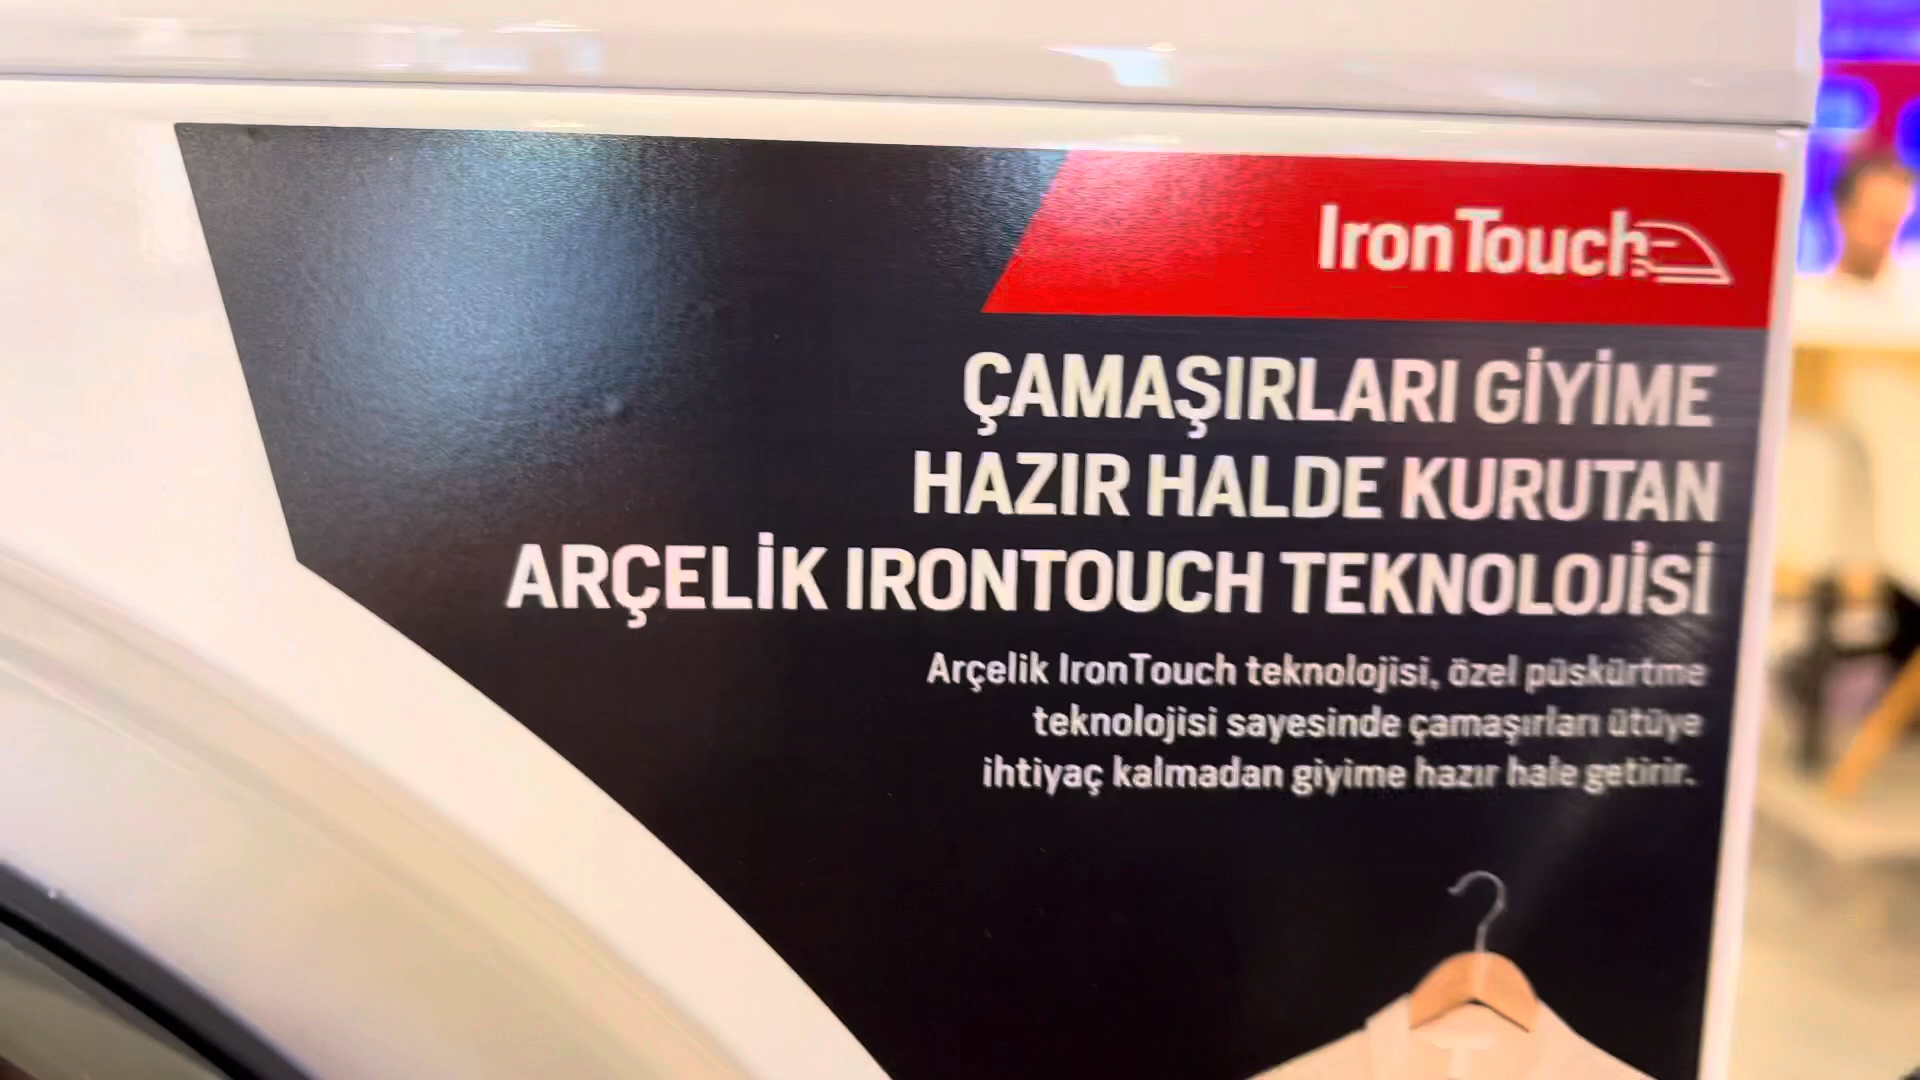 IronTouch
ÇAMAŞIRLARI GİYİME
HAZIR HALDE KURUTAN
ARÇELİK IRONTOUCH TEKNOLOJİSİ
Arçelik IronTouch teknolojisi, özel püskürtme
teknolojisi sayesinde çamaşırları ütüye
ihtiyaç kalmadan giyime hazır hale getirir.